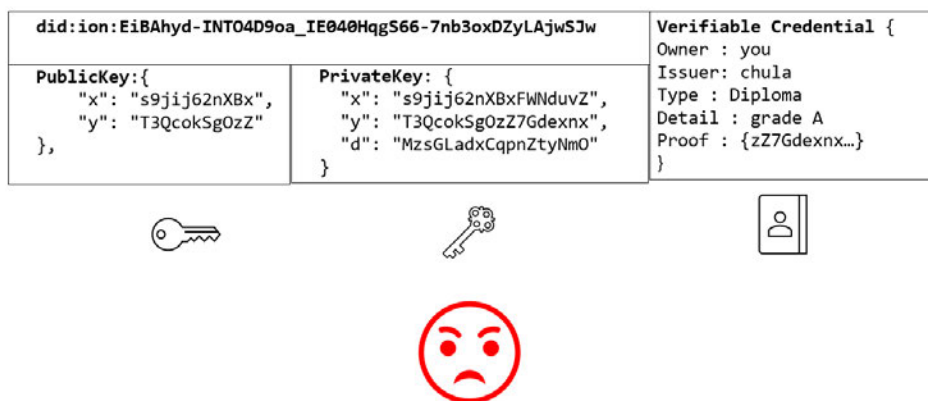 did:ion:EiBAhyd-INTO4D9oa_IE040HqgS66-7nb3oxDZyLAjwSJw
PublicKey:{
"x": "s9jij62nXBx",
"y": "T3QcokSgOzZ"
},
PrivateKey: {
"x": "s9jij62nXBxFWNduvZ",
"y": "T3QcokSgOzZ7Gdexnx",
"d": "MzsGLadxCqpnZtyNmO"
}
Verifiable Credential {
Owner : you
Issuer: chula
Type : Diploma
Detail : grade A
Proof : {zZ7Gdexnx…}
}